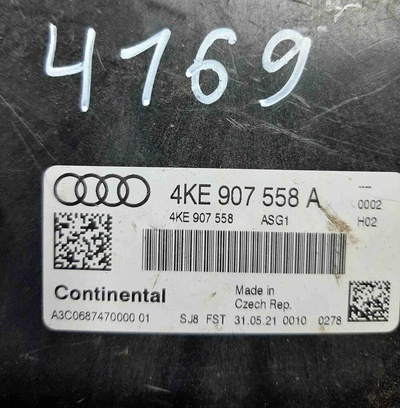 4169
4KE 907 558 A
0002
4KE 907 558 ASG1 H02
Continental
Made in
Czech Rep.
A3C0687470000 01 SJ8 FST 31.05.21 0010 0278